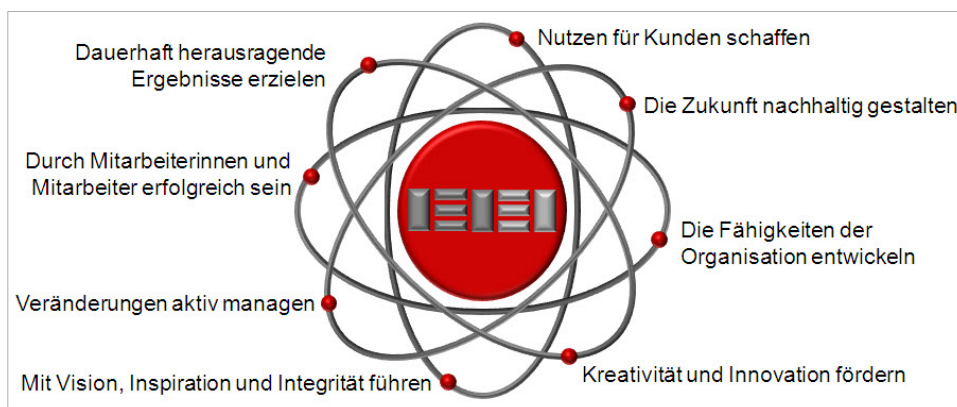 Nutzen für Kunden schaffen
Die Zukunft nachhaltig gestalten
Die Fähigkeiten der
Organisation entwickeln
Kreativität und Innovation fördern
Mit Vision, Inspiration und Integrität führen
Veränderungen aktiv managen
Durch Mitarbeiterinnen und
Mitarbeiter erfolgreich sein
Dauerhaft herausragende
Ergebnisse erzielen